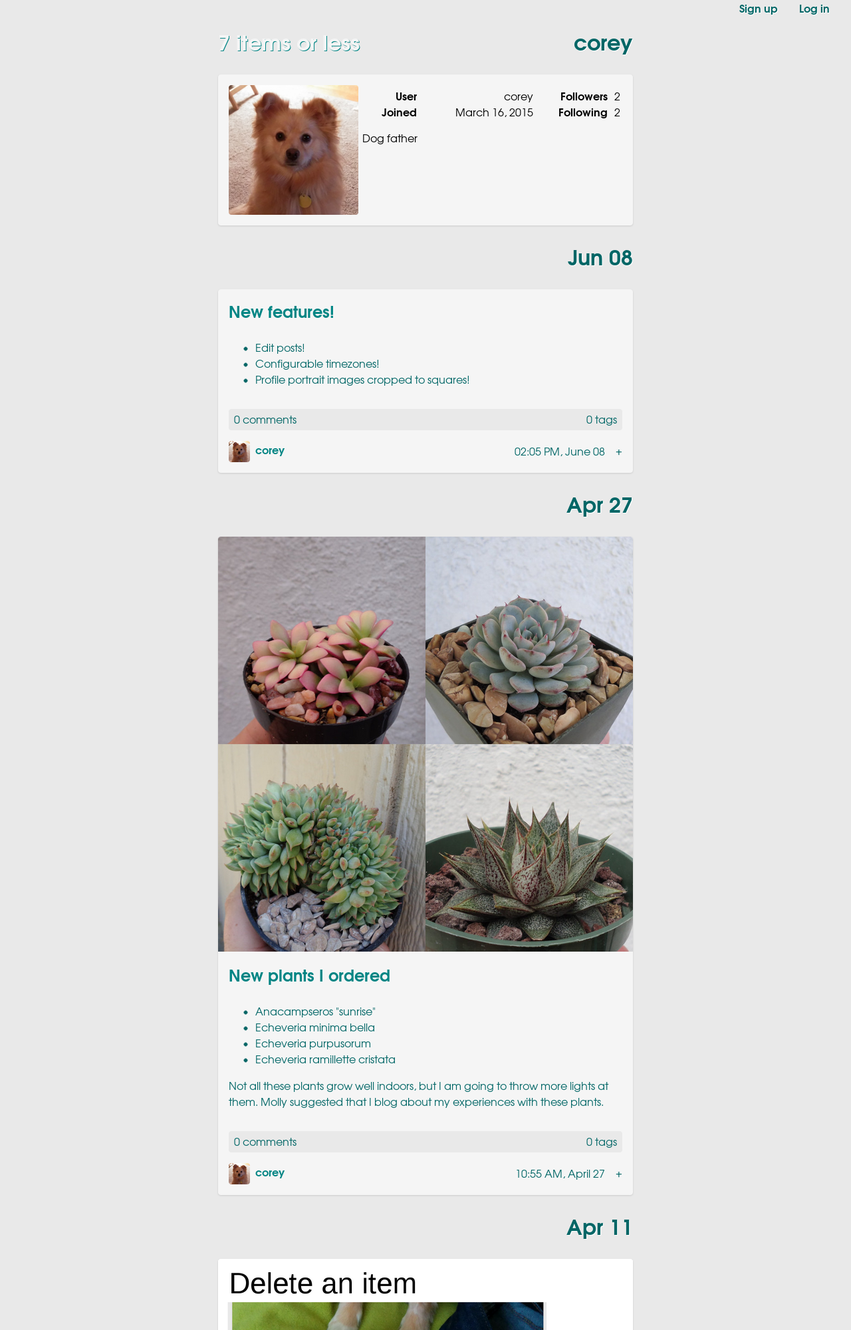 Sign up Log in
7 items or less corey
User corey Followers 2
Joined March 16, 2015 Following 2
Dog father
Jun 08
New features!
• Edit posts!
• Configurable timezones!
• Profile portrait images cropped to squares!
0 comments 0 tags
corey 02:05 PM, June 08 +
Apr 27
New plants I ordered
• Anacampseros "sunrise"
• Echeveria minima bella
• Echeveria purpusorum
• Echeveria ramillette cristata
Not all these plants grow well indoors, but I am going to throw more lights at
them. Molly suggested that I blog about my experiences with these plants.
0 comments 0 tags
corey 10:55 AM, April 27 +
Apr 11
Delete an item